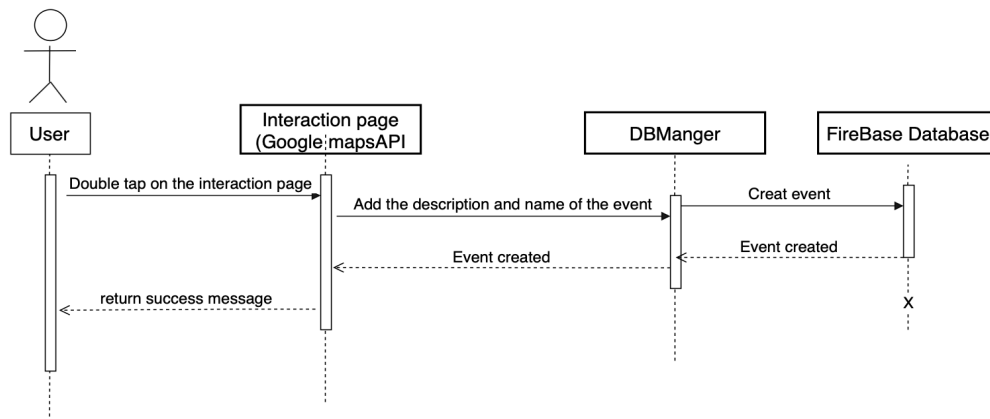 User
Interaction page
(Google mapsAPI
DBManger
FireBase Database
Double tap on the interaction page
Add the description and name of the event
Creat event
Event created
Event created
return success message
X